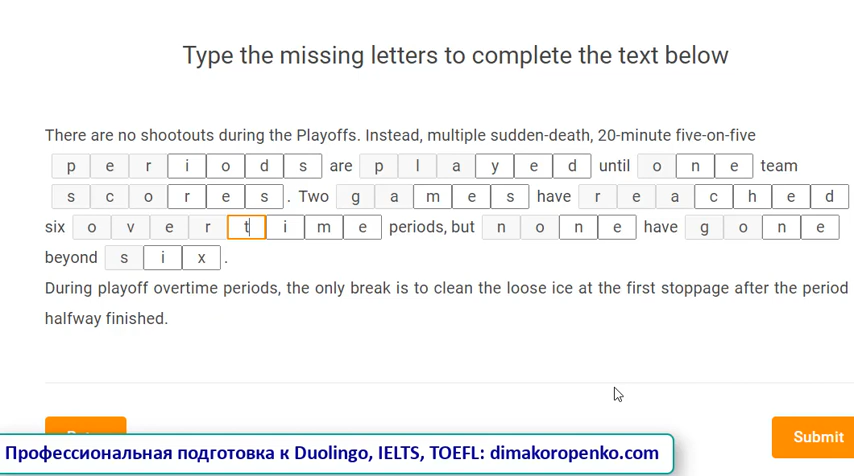 Type the missing letters to complete the text below
There are no shootouts during the Playoffs. Instead, multiple sudden-death, 20-minute five-on-five
periods are played until one team
scores. Two games have reached
six overtime periods, but none have gone
beyond six.
During playoff overtime periods, the only break is to clean the loose ice at the first stoppage after the period
halfway finished.
Submit
Профессиональная подготовка к Duolingo, IELTS, TOEFL: dimakoropenko.com